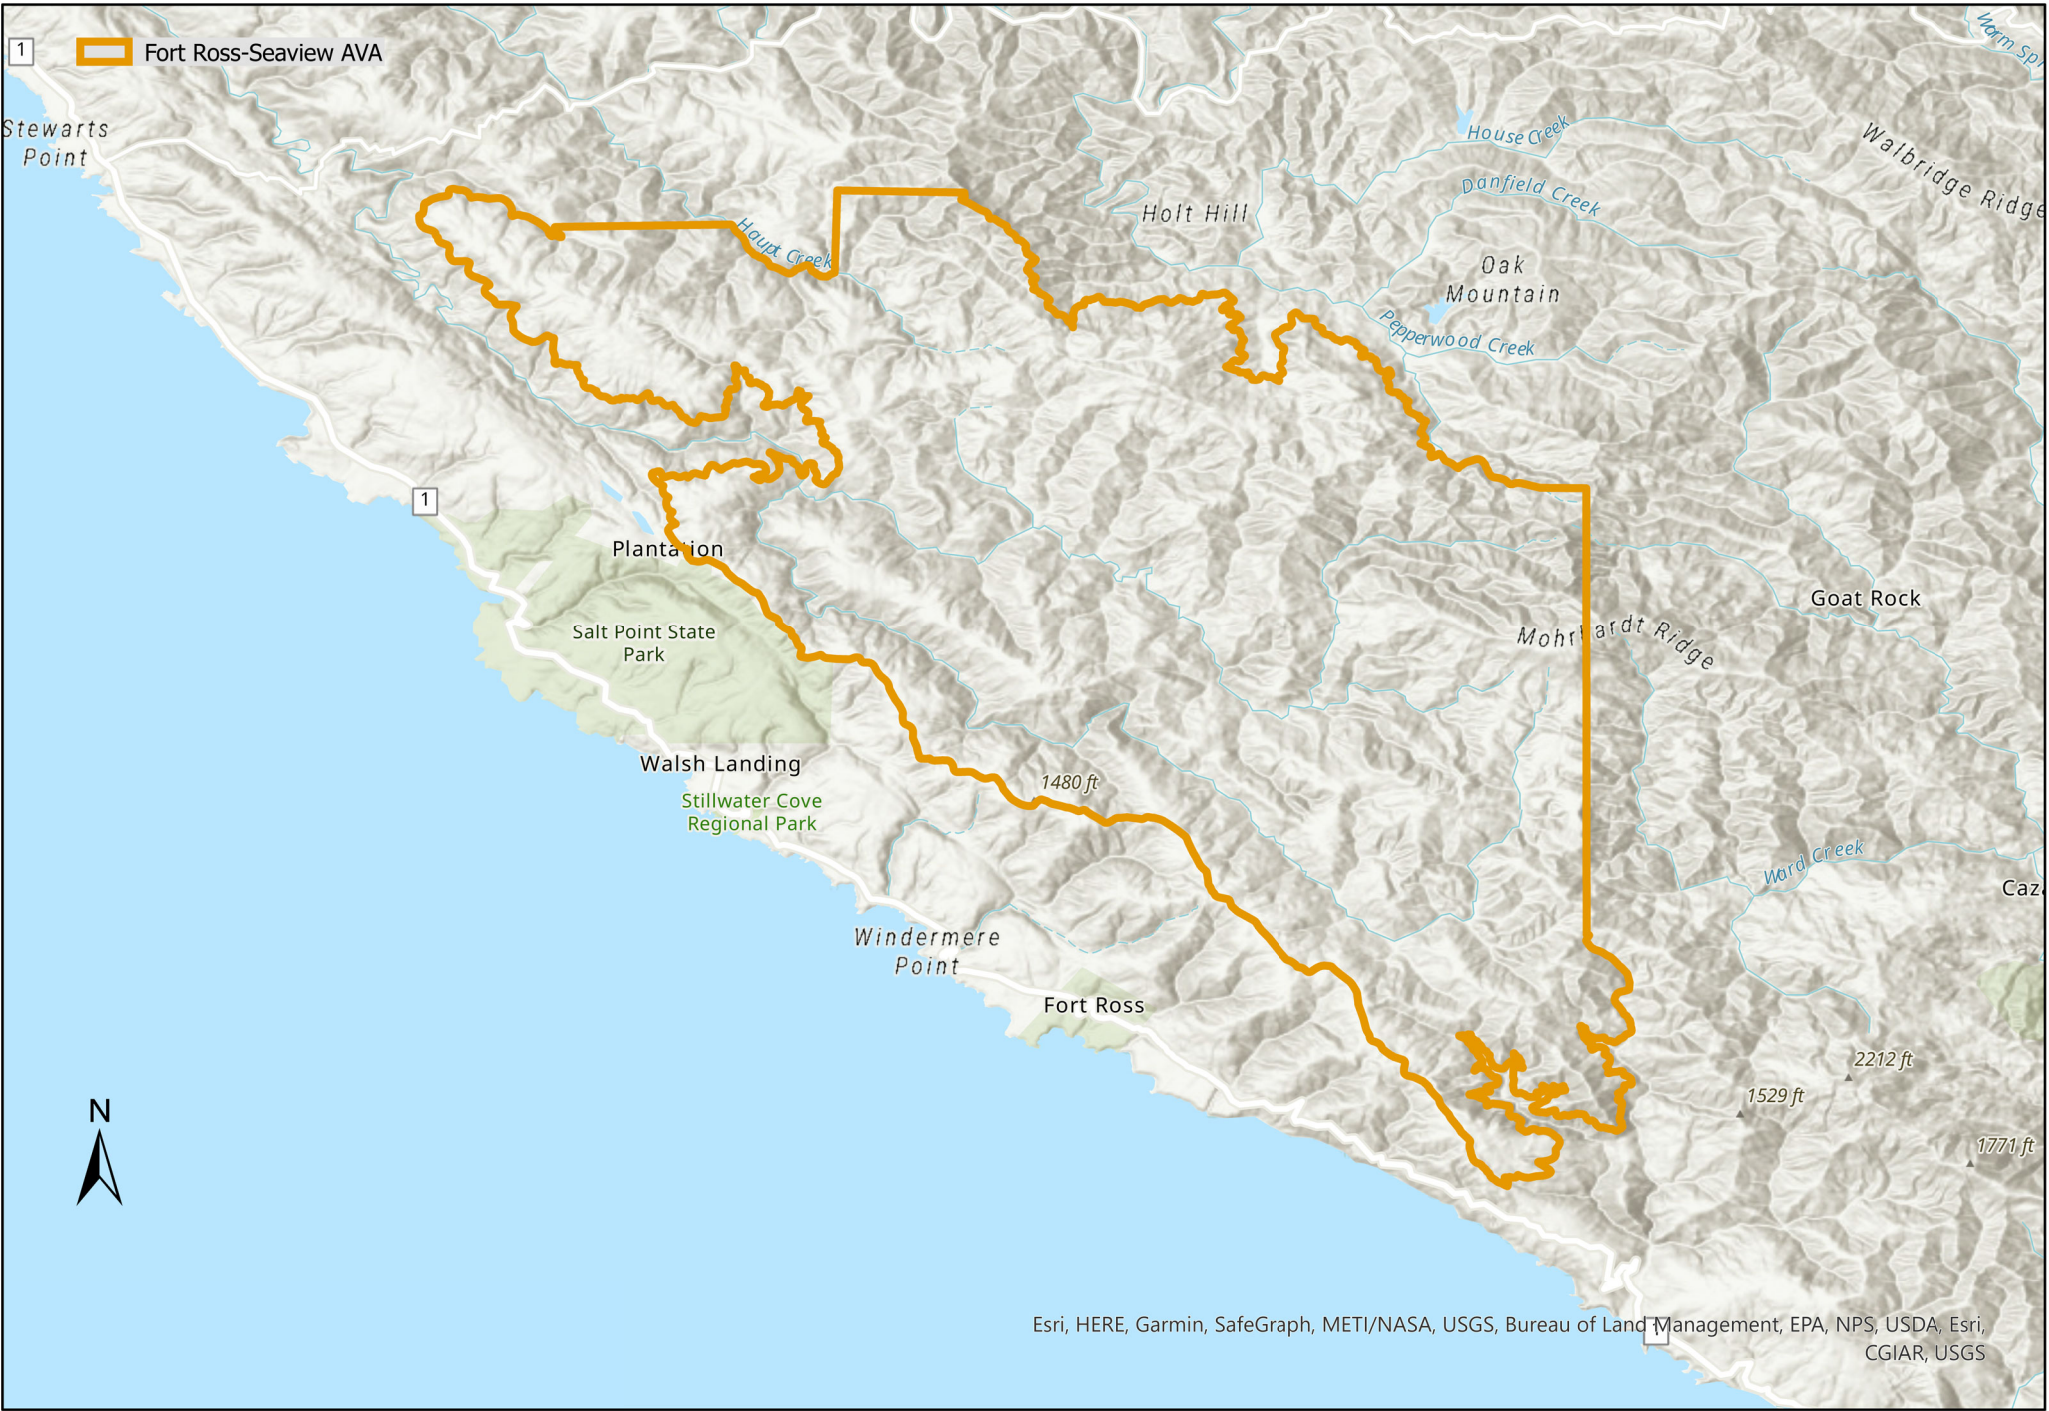 1
Fort Ross-Seaview AVA
Stewarts
Point
House Creek
Walbridge Ridge
Danfield Creek
Holt Hill
Haupt Creek
Oak
Mountain
Pepperwood Creek
1
Plantation
Goat Rock
Salt Point State
Park
Mohrhardt Ridge
Walsh Landing
1480 ft
Stillwater Cove
Regional Park
Ward Creek
Caz
Windermere
Point
Fort Ross
2212 ft
1529 ft
1771 ft
N
Esri, HERE, Garmin, SafeGraph, METI/NASA, USGS, Bureau of Land Management, EPA, NPS, USDA, Esri,
CGIAR, USGS
1